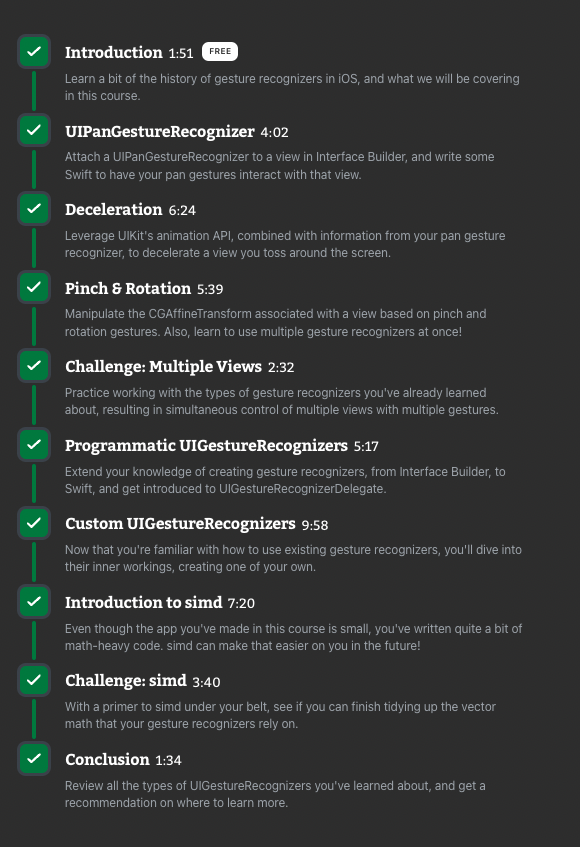 Introduction 1:51 FREE
Learn a bit of the history of gesture recognizers in iOS, and what we will be covering
in this course.
UIPanGestureRecognizer 4:02
Attach a UIPanGestureRecognizer to a view in Interface Builder, and write some
Swift to have your pan gestures interact with that view.
Deceleration 6:24
Leverage UIKit's animation API, combined with information from your pan gesture
recognizer, to decelerate a view you toss around the screen.
Pinch & Rotation 5:39
Manipulate the CGAffineTransform associated with a view based on pinch and
rotation gestures. Also, learn to use multiple gesture recognizers at once!
Challenge: Multiple Views 2:32
Practice working with the types of gesture recognizers you've already learned
about, resulting in simultaneous control of multiple views with multiple gestures.
Programmatic UIGestureRecognizers 5:17
Extend your knowledge of creating gesture recognizers, from Interface Builder, to
Swift, and get introduced to UIGestureRecognizerDelegate.
Custom UIGestureRecognizers 9:58
Now that you're familiar with how to use existing gesture recognizers, you'll dive into
their inner workings, creating one of your own.
Introduction to simd 7:20
Even though the app you've made in this course is small, you've written quite a bit of
math-heavy code. simd can make that easier on you in the future!
Challenge: simd 3:40
With a primer to simd under your belt, see if you can finish tidying up the vector
math that your gesture recognizers rely on.
Conclusion 1:34
Review all the types of UIGestureRecognizers you've learned about, and get a
recommendation on where to learn more.